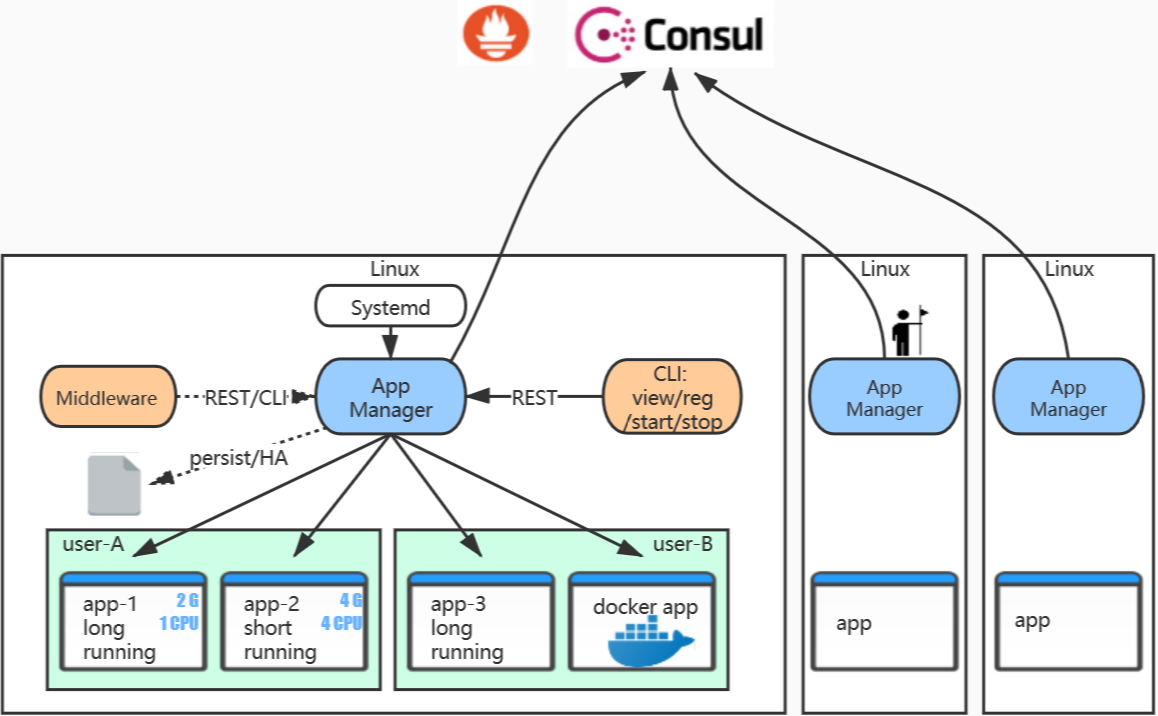 Consul
Linux
Systemd
Middleware
REST/CLI
App
Manager
REST
CLI:
view/reg
/start/stop
persist/HA
user-A
app-1
long
running
2 G
1 CPU
app-2
short
running
4 G
4 CPU
user-B
app-3
long
running
docker app
Linux
App
Manager
app
Linux
App
Manager
app